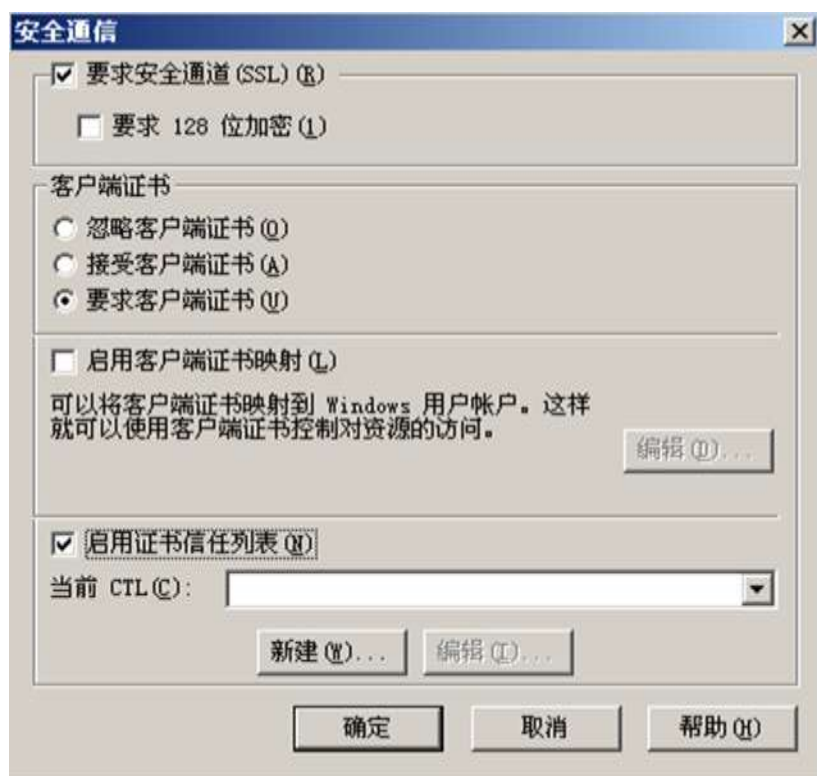 安全通信
要求安全通道(SSL)(R)
要求 128 位加密(1)
客户端证书
忽略客户端证书(O)
接受客户端证书(A)
要求客户端证书(U)
启用客户端证书映射(L)
可以将客户端证书映射到 Windows 用户帐户。这样
就可以使用客户端证书控制对资源的访问。
编辑(D)...
启用证书信任列表(N)
当前 CTL(C):
新建(W)... 编辑(I)...
确定 取消 帮助(H)